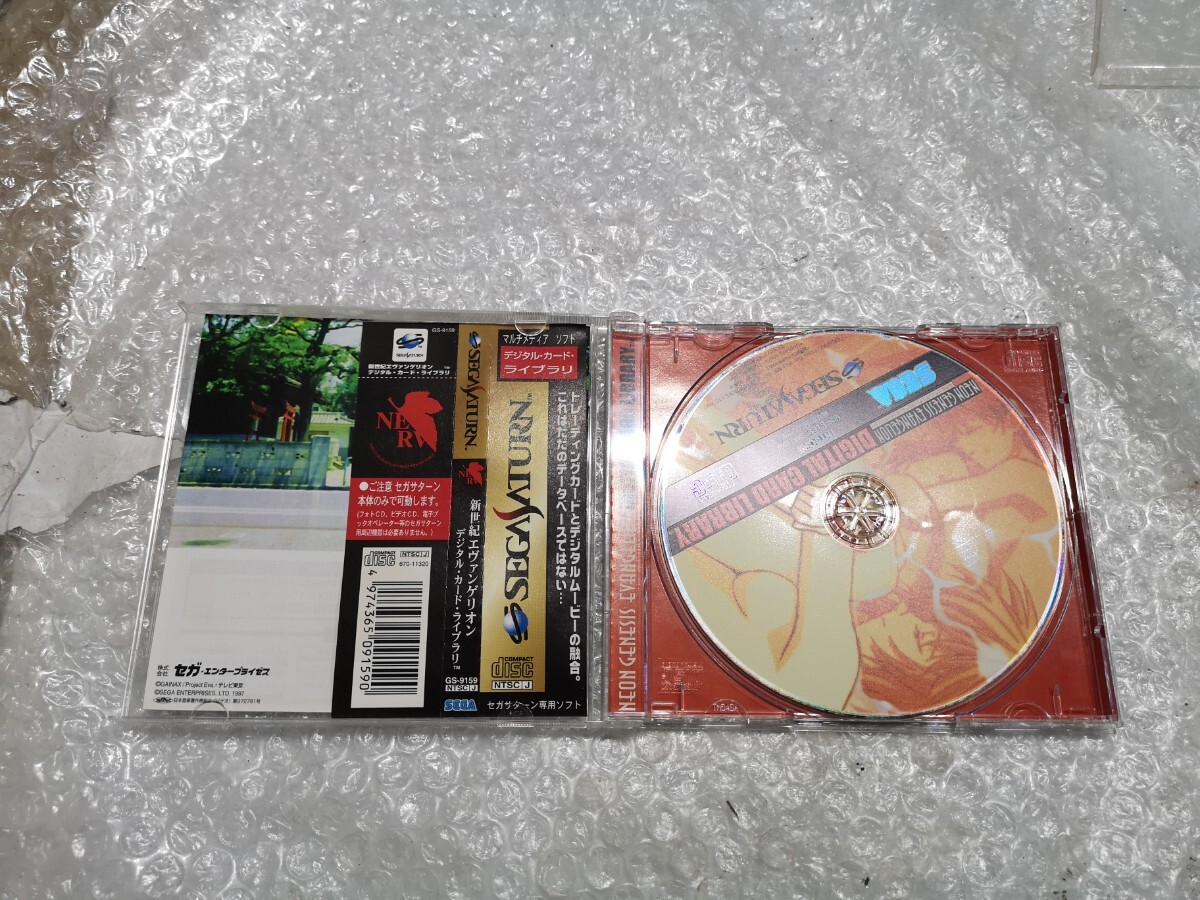 株式会社 セガ・エンタープライゼス
©GAINAX/Project Eva.・テレビ東京
©SEGA ENTERPRISES, LTD. 1997
SEGA SATURN
GS-9159
新世紀エヴァンゲリオン
デジタル・カード・ライブラリ
NERV
●ご注意 セガサターン
本体のみで可動します。
(フォトCD、ビデオCD、電子ブ
ックオペレーター等のセガサターン
用周辺機器は必要ありません。)
COMPACT disc
NTSC J
670-11320
4 974365 091590
SEGA SATURN™
新世紀エヴァンゲリオン
デジタル・カード・ライブラリ™
GS-9159
NTSC J
SEGA
マルチメディア ソフト
デジタル・カード・
ライブラリ
SEGA SATURN™
トレーディングカードとデジタルムービーの融合。
これはただのデータベースではない…
COMPACT disc
NTSC J
セガサターン専用ソフト
SEGA SATURN™
SEGA
NEON GENESIS EVANGELION
DIGITAL CARD LIBRARY